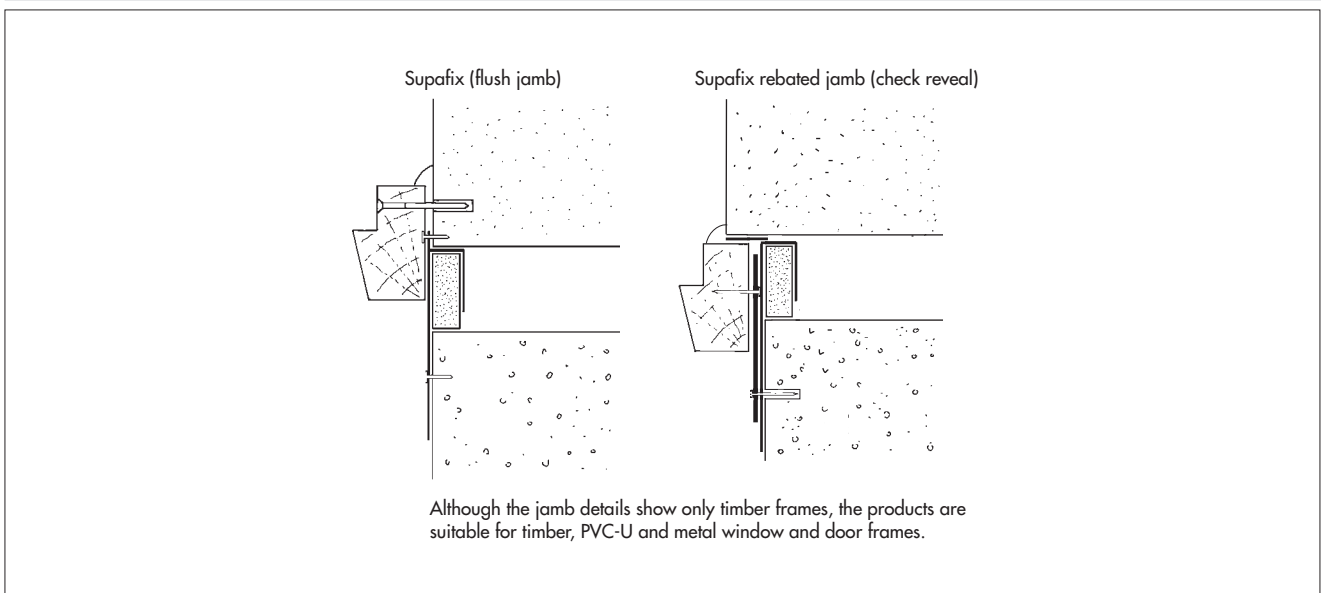 Supafix (flush jamb)
Supafix rebated jamb (check reveal)
Although the jamb details show only timber frames, the products are
suitable for timber, PVC-U and metal window and door frames.